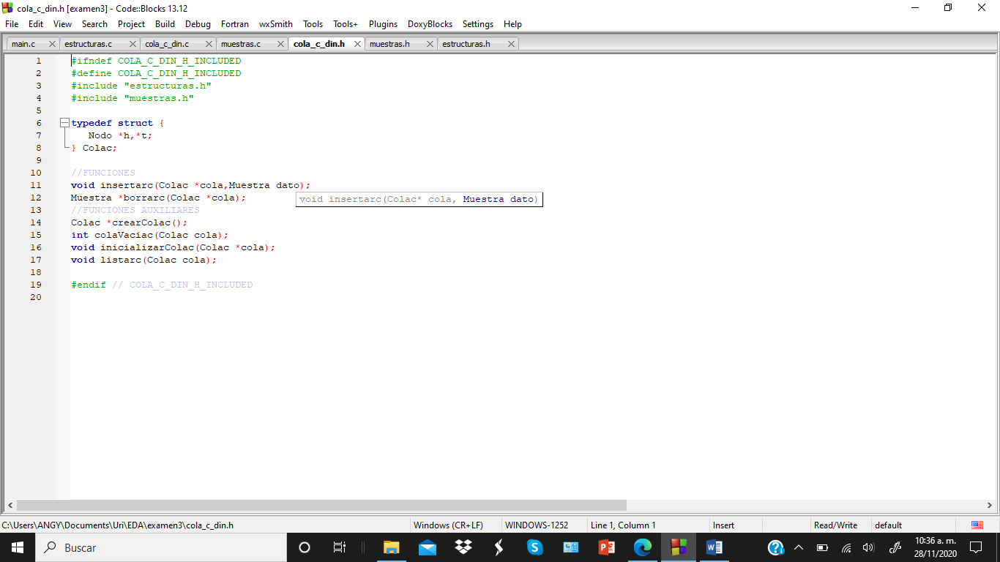 cola_c_din.h [examen3] - Code::Blocks 13.12
File Edit View Search Project Build Debug Fortran wxSmith Tools Tools+ Plugins DoxyBlocks Settings Help
main.c estructuras.c cola_c_din.c muestras.c cola_c_din.h muestras.h estructuras.h
1 #ifndef COLA_C_DIN_H_INCLUDED
2 #define COLA_C_DIN_H_INCLUDED
3 #include "estructuras.h"
4 #include "muestras.h"
5
6 typedef struct {
7 Nodo *h,*t;
8 } Colac;
9
10 //FUNCIONES
11 void insertarc(Colac *cola,Muestra dato);
12 Muestra *borrarc(Colac *cola);
void insertarc(Colac* cola, Muestra dato)
13 //FUNCIONES AUXILIARES
14 Colac *crearColac();
15 int colaVaciac(Colac cola);
16 void inicializarColac(Colac *cola);
17 void listarc(Colac cola);
18
19 #endif // COLA_C_DIN_H_INCLUDED
20
C:\Users\ANGY\Documents\Uri\EDA\examen3\cola_c_din.h Windows (CR+LF) WINDOWS-1252 Line 1, Column 1 Insert Read/Write default
Buscar
10:36 a. m.
28/11/2020